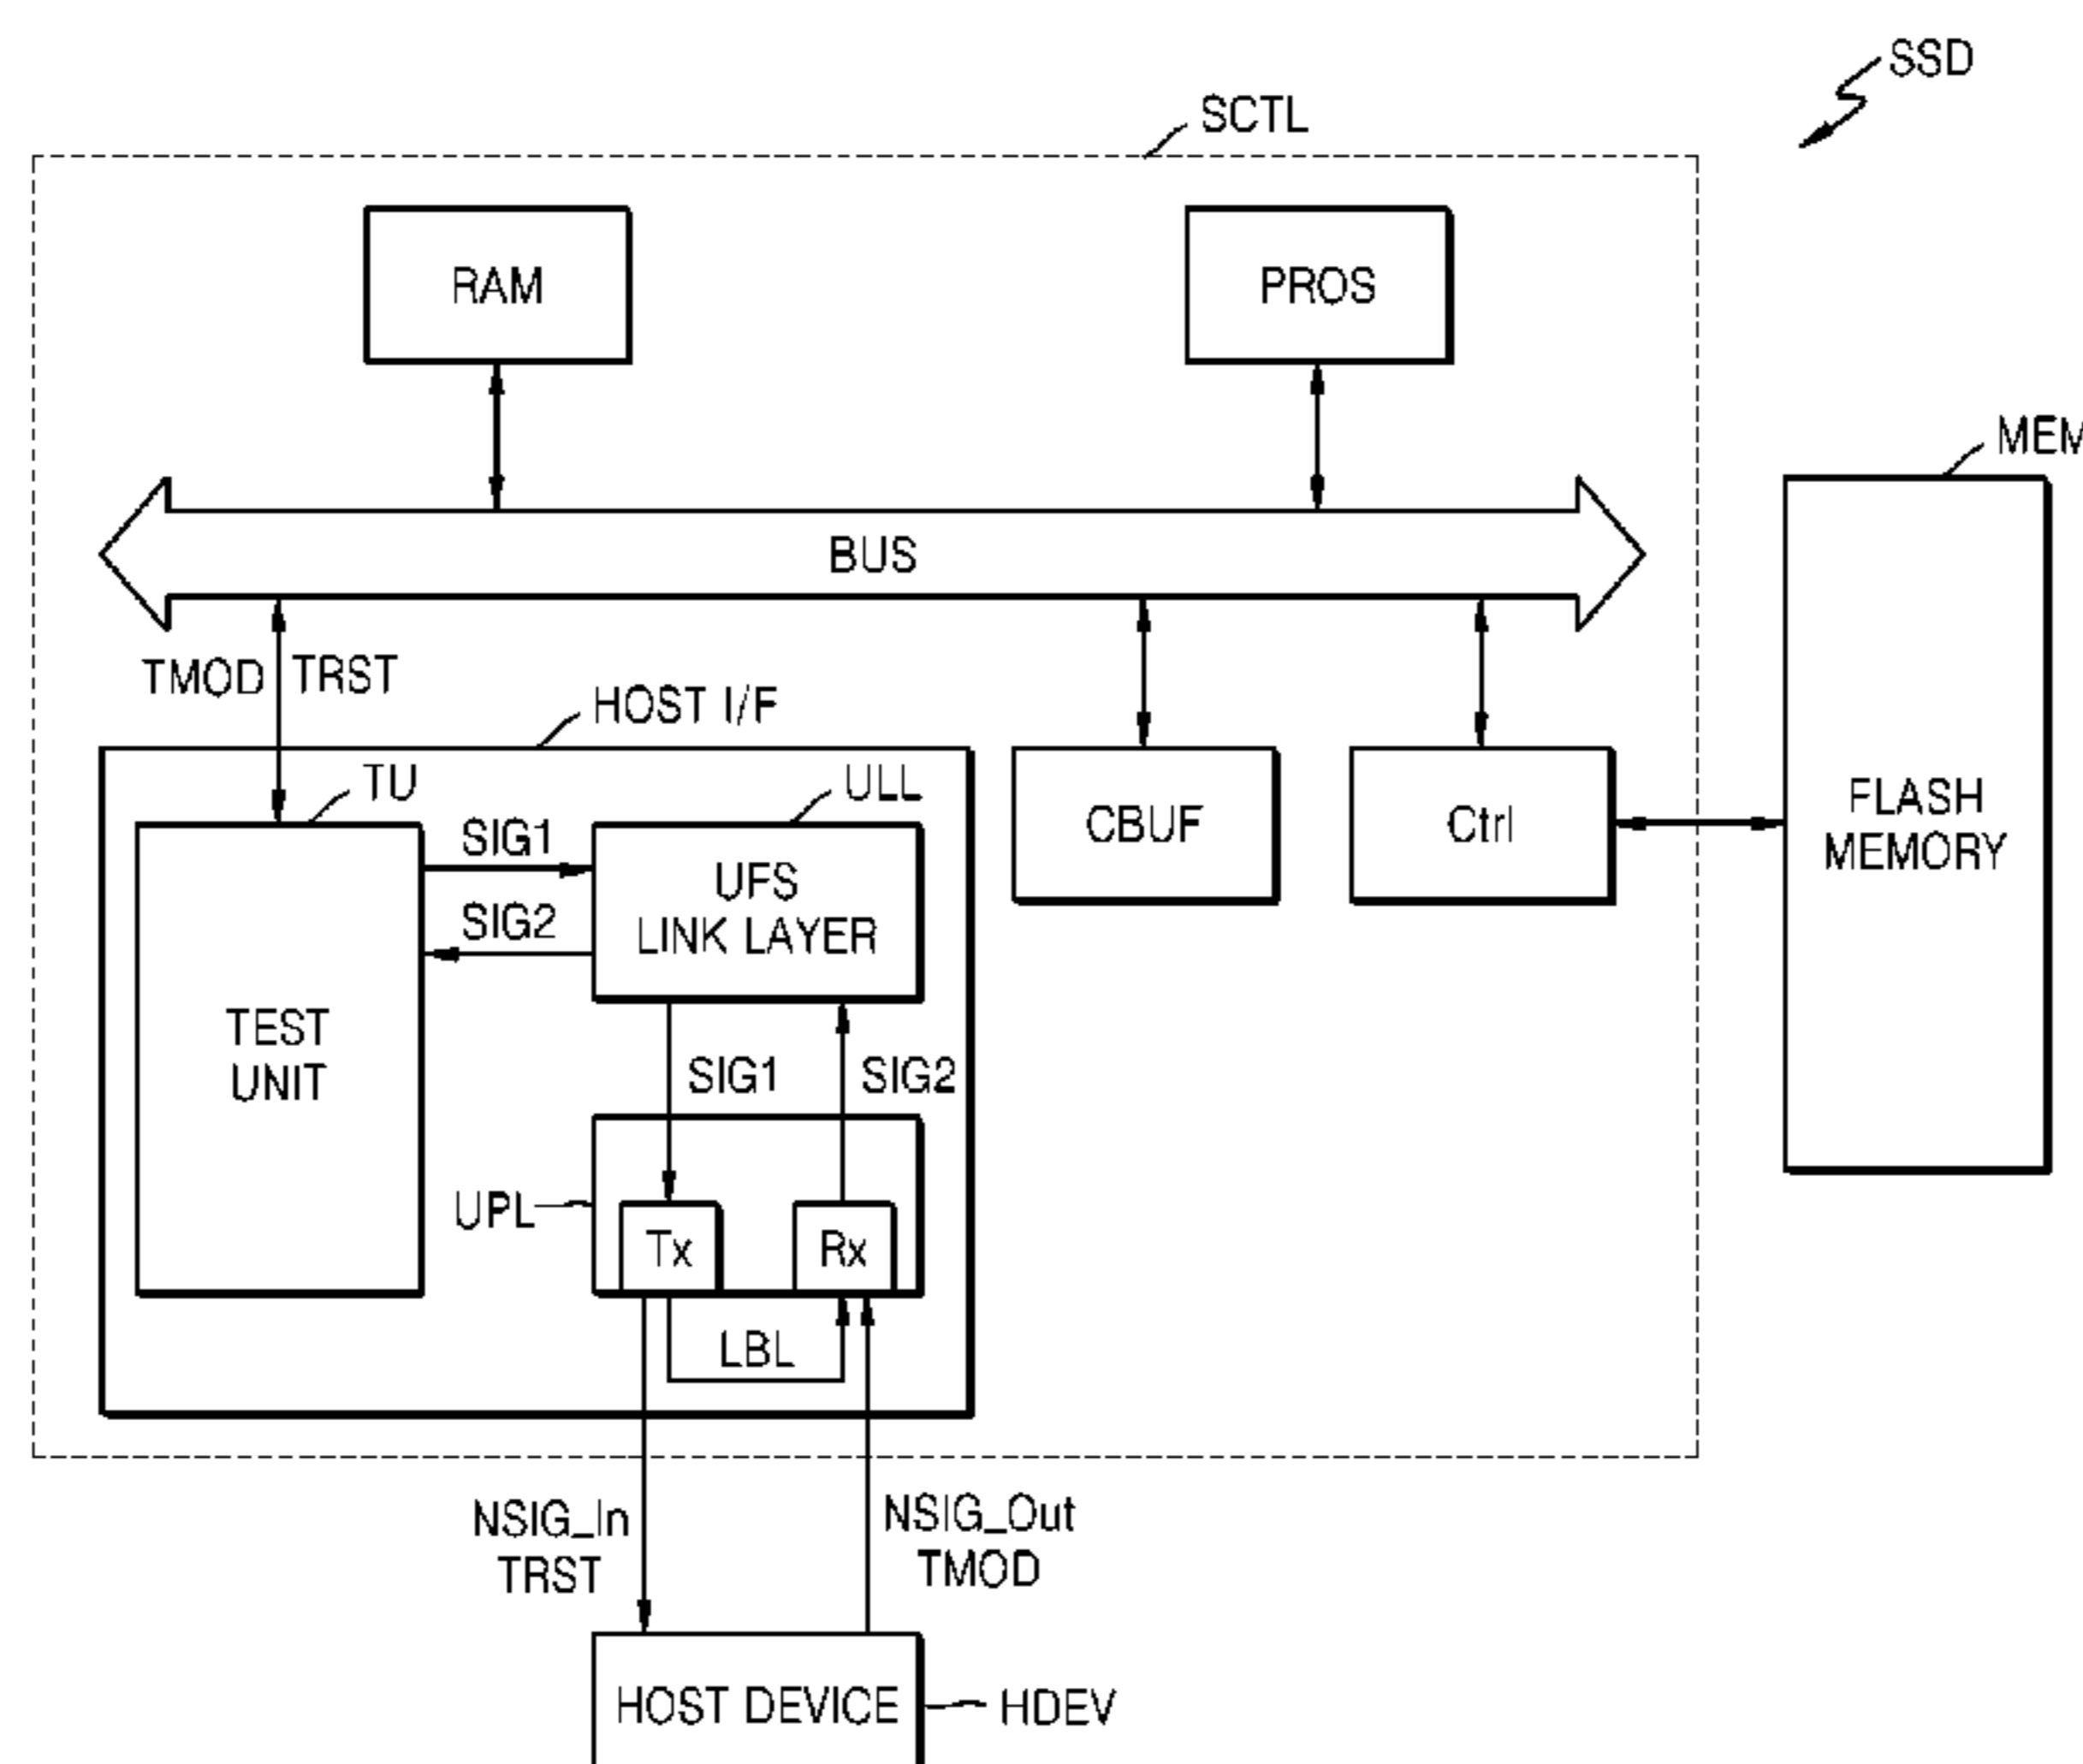 SSD
SCTL
RAM
PROS
MEM
BUS
TMOD
TRST
HOST I/F
TU
ULL
SIG1
SIG2
UFS
LINK LAYER
CBUF
Ctrl
FLASH
MEMORY
TEST
UNIT
SIG1
SIG2
UPL
Tx
Rx
LBL
NSIG_In
TRST
NSIG_Out
TMOD
HOST DEVICE
HDEV